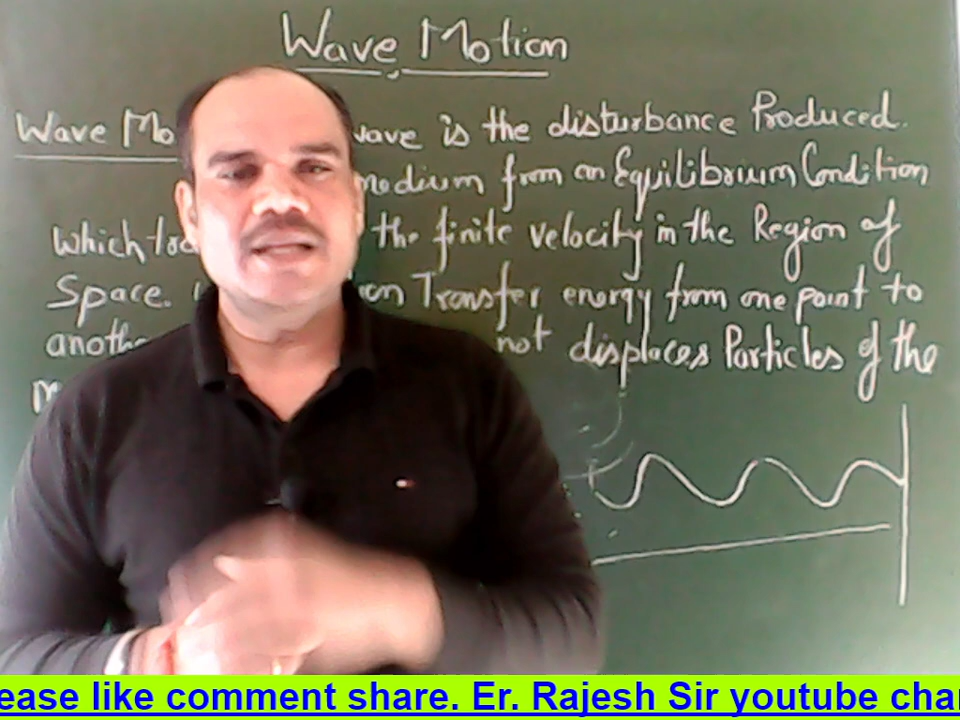 Wave Motion
Wave Mo wave is the disturbance Produced.
medium from an Equilibrium Condition
which the finite velocity in the Region of
Space. Transfer energy from one point to
anothe not displaces Particles of the
m
ease like comment share. Er. Rajesh Sir youtube chan